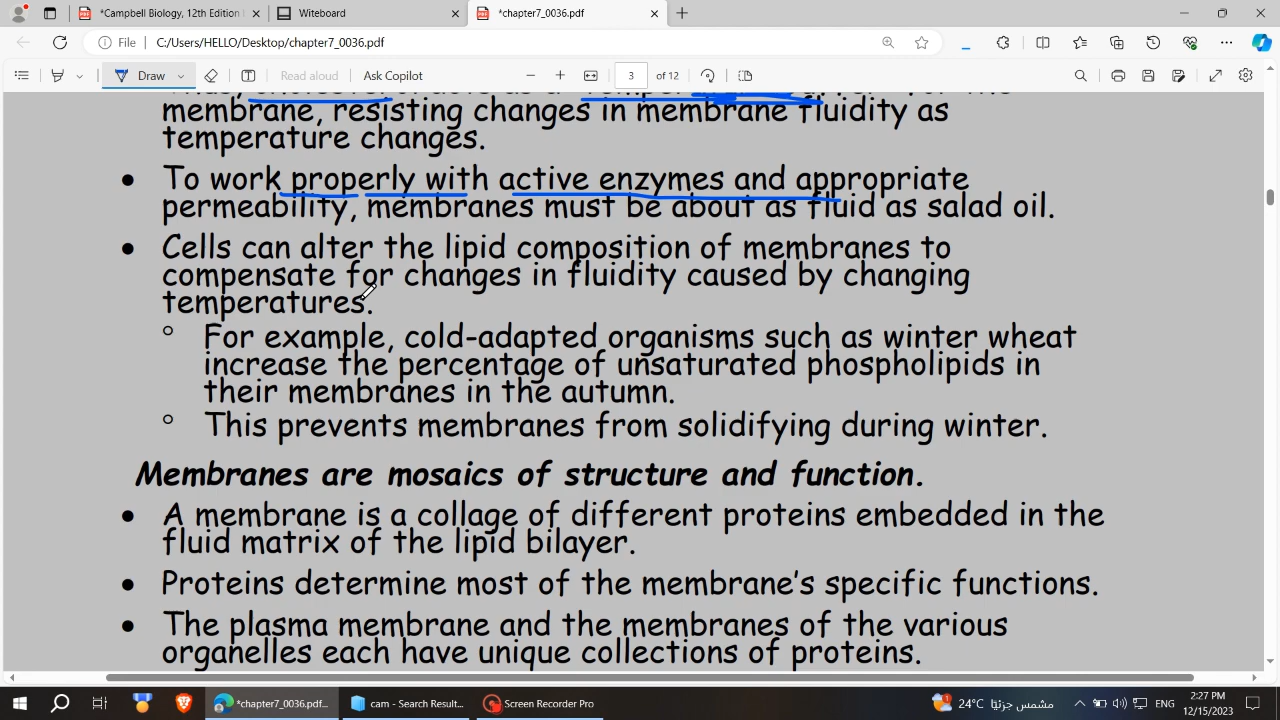 *Campbell Biology, 12th Edition
Witeboard
*chapter7_0036.pdf
File
C:/Users/HELLO/Desktop/chapter7_0036.pdf
Draw
Read aloud
Ask Copilot
3
of 12
membrane, resisting changes in membrane fluidity as
temperature changes.
• To work properly with active enzymes and appropriate
permeability, membranes must be about as fluid as salad oil.
• Cells can alter the lipid composition of membranes to
compensate for changes in fluidity caused by changing
temperatures.
○ For example, cold-adapted organisms such as winter wheat
increase the percentage of unsaturated phospholipids in
their membranes in the autumn.
○ This prevents membranes from solidifying during winter.
Membranes are mosaics of structure and function.
• A membrane is a collage of different proteins embedded in the
fluid matrix of the lipid bilayer.
• Proteins determine most of the membrane's specific functions.
• The plasma membrane and the membranes of the various
organelles each have unique collections of proteins.
*chapter7_0036.pdf...
cam - Search Result...
Screen Recorder Pro
24°C مشمس جزئيًا
ENG
2:27 PM
12/15/2023